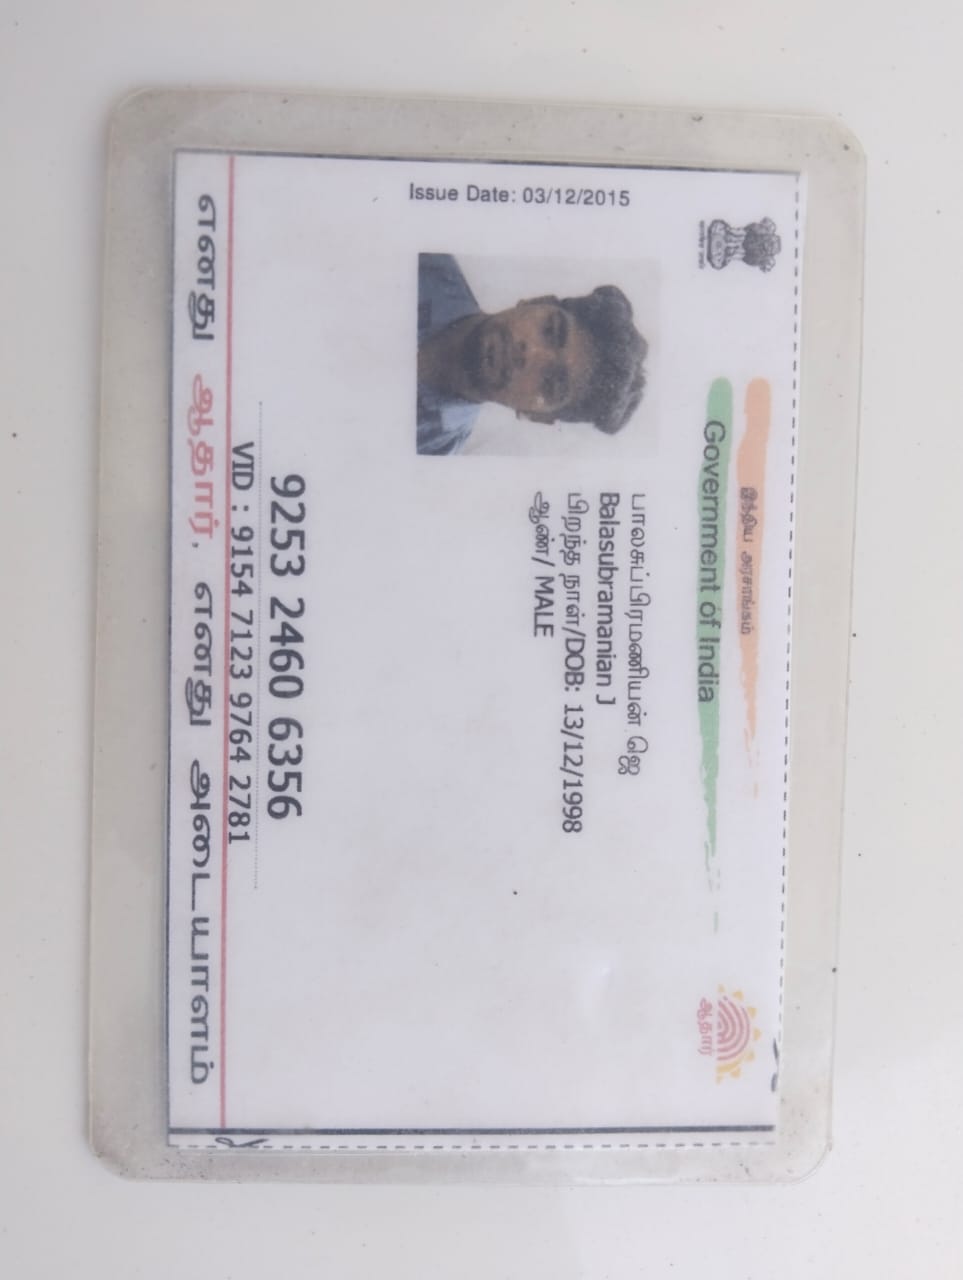 இந்திய அரசாங்கம்
Government of India
Issue Date: 03/12/2015
பாலசுப்பிரமணியன் ஜெ
Balasubramanian J
பிறந்த நாள்/DOB: 13/12/1998
ஆண்/ MALE
ஆதார்
9253 2460 6356
VID : 9154 7123 9764 2781
எனது ஆதார், எனது அடையாளம்